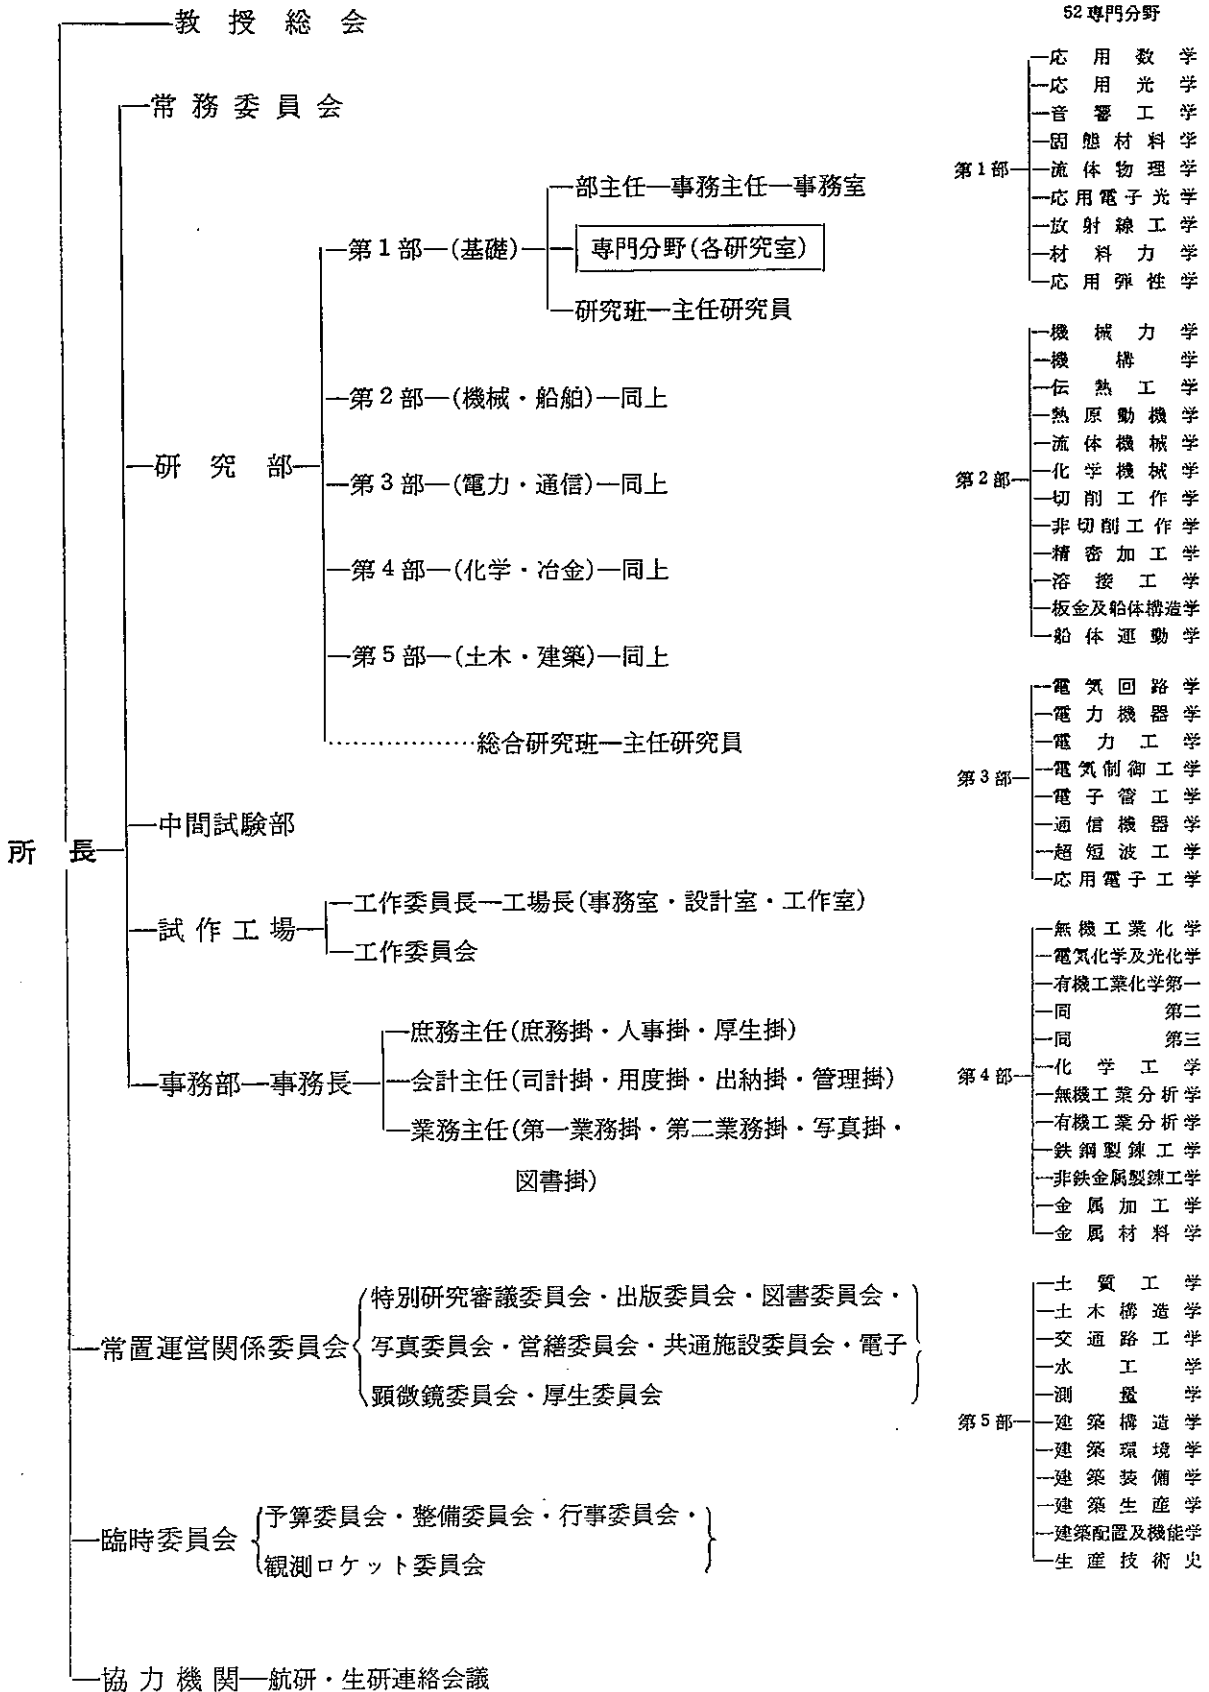 教授総会
常務委員会
部主任―事務主任―事務室
第1部―(基礎)
専門分野(各研究室)
研究班―主任研究員
第2部―(機械・船舶)―同上
研究部
第3部―(電力・通信)―同上
第4部―(化学・冶金)―同上
第5部―(土木・建築)―同上
総合研究班―主任研究員
中間試験部
所長
試作工場
工作委員長―工場長(事務室・設計室・工作室)
工作委員会
事務部―事務長
庶務主任(庶務掛・人事掛・厚生掛)
会計主任(司計掛・用度掛・出納掛・管理掛)
業務主任(第一業務掛・第二業務掛・写真掛・
図書掛)
常置運営関係委員会
特別研究審議委員会・出版委員会・図書委員会・
写真委員会・営繕委員会・共通施設委員会・電子
顕微鏡委員会・厚生委員会
臨時委員会
予算委員会・整備委員会・行事委員会・
観測ロケット委員会
協力機関―航研・生研連絡会議
52専門分野
第1部
応用数学
応用光学
音響工学
固態材料学
流体物理学
応用電子光学
放射線工学
材料力学
応用弾性学
第2部
機械力学
機構学
伝熱工学
熱原動機学
流体機械学
化学機械学
切削工作学
非切削工作学
精密加工学
溶接工学
板金及船体構造学
船体運動学
第3部
電気回路学
電力機器学
電力工学
電気制御工学
電子管工学
通信機器学
超短波工学
応用電子工学
第4部
無機工業化学
電気化学及光化学
有機工業化学第一
同第二
同第三
化学工学
無機工業分析学
有機工業分析学
鉄鋼製錬工学
非鉄金属製錬工学
金属加工学
金属材料学
第5部
土質工学
土木構造学
交通路工学
水工学
測量学
建築構造学
建築環境学
建築装備学
建築生産学
建築配置及機能学
生産技術史